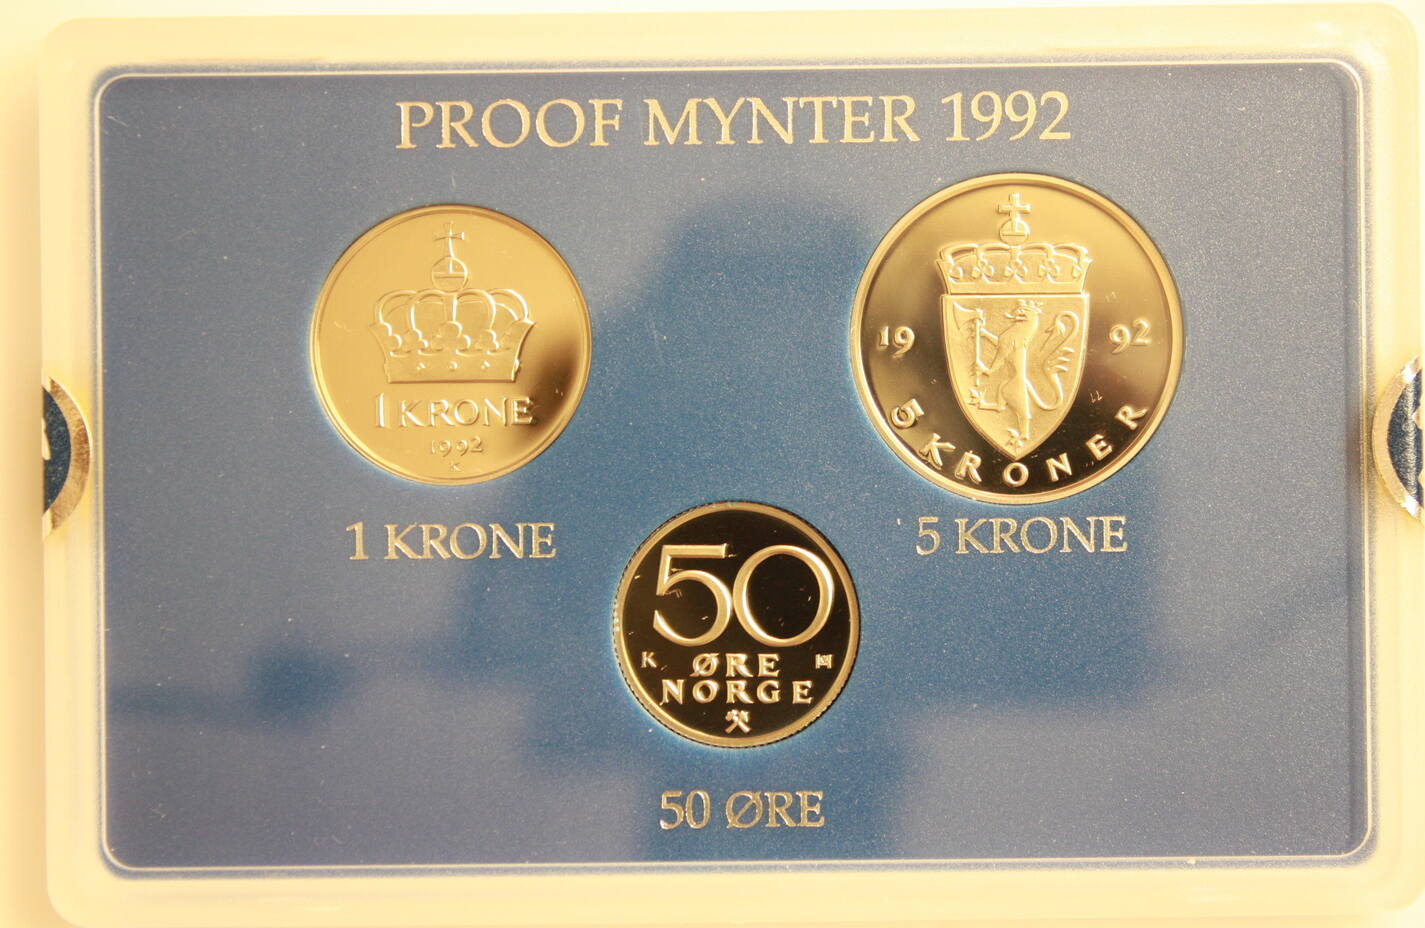 PROOF MYNTER 1992
1 KRONE
1992
K
19 92
5 KRONER
1 KRONE
5 KRONE
50
K ØRE
NORGE
50 ØRE